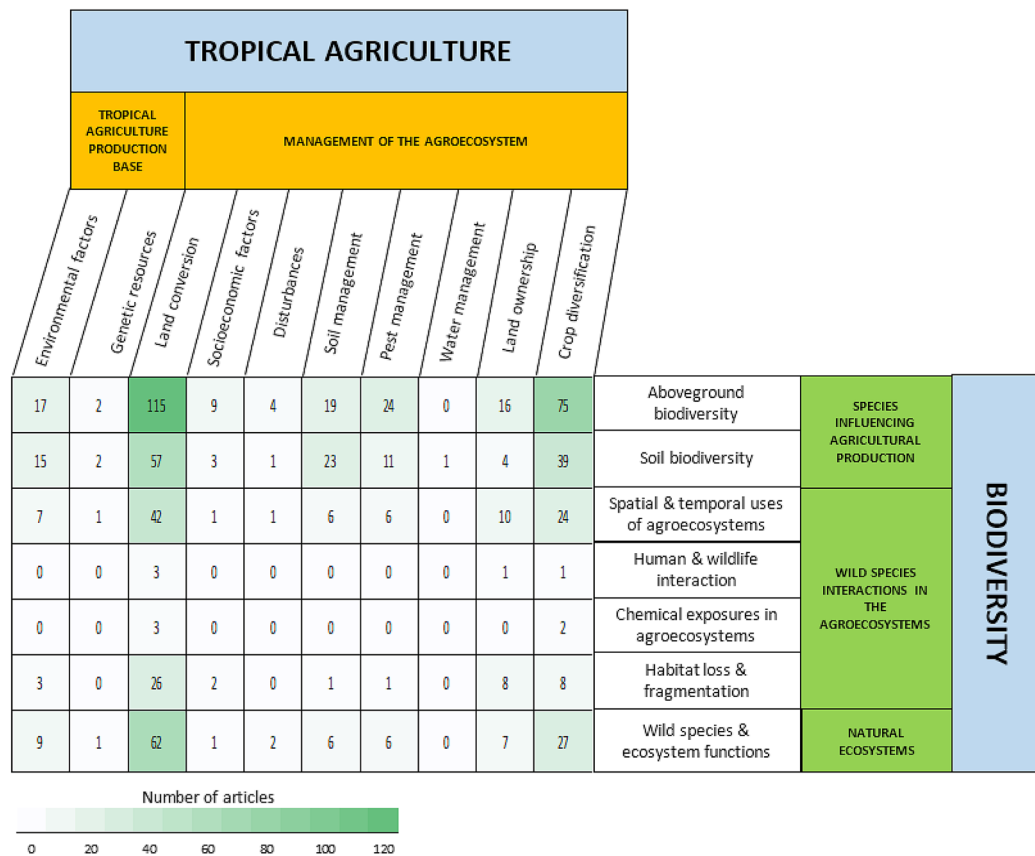 TROPICAL AGRICULTURE
TROPICAL
AGRICULTURE
PRODUCTION
BASE
MANAGEMENT OF THE AGROECOSYSTEM
Environmental factors
Genetic resources
Land conversion
Socioeconomic factors
Disturbances
Soil management
Pest management
Water management
Land ownership
Crop diversification
17 2 115 9 4 19 24 0 16 75
Aboveground
biodiversity
15 2 57 3 1 23 11 1 4 39
Soil biodiversity
SPECIES
INFLUENCING
AGRICULTURAL
PRODUCTION
7 1 42 1 1 6 6 0 10 24
Spatial & temporal uses
of agroecosystems
0 0 3 0 0 0 0 0 1 1
Human & wildlife
interaction
0 0 3 0 0 0 0 0 0 2
Chemical exposures in
agroecosystems
3 0 26 2 0 1 1 0 8 8
Habitat loss &
fragmentation
WILD SPECIES
INTERACTIONS IN
THE
AGROECOSYSTEMS
9 1 62 1 2 6 6 0 7 27
Wild species &
ecosystem functions
NATURAL
ECOSYSTEMS
BIODIVERSITY
Number of articles
0 20 40 60 80 100 120